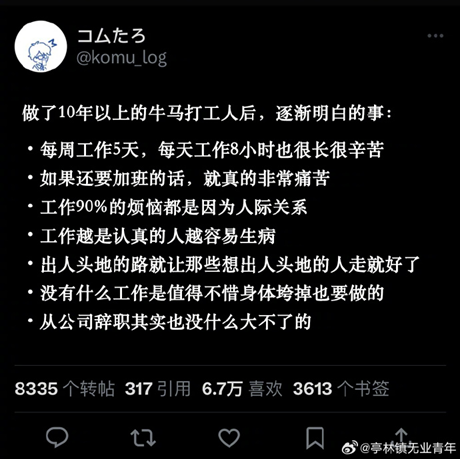 コムたろ
@komu_log
做了10年以上的牛马打工人后，逐渐明白的事：
・每周工作5天，每天工作8小时也很长很辛苦
・如果还要加班的话，就真的非常痛苦
・工作90%的烦恼都是因为人际关系
・工作越是认真的人越容易生病
・出人头地的路就让那些想出人头地的人走就好了
・没有什么工作是值得不惜身体垮掉也要做的
・从公司辞职其实也没什么大不了的
8335 个转帖 317 引用 6.7万 喜欢 3613 个书签
@亭林镇无业青年